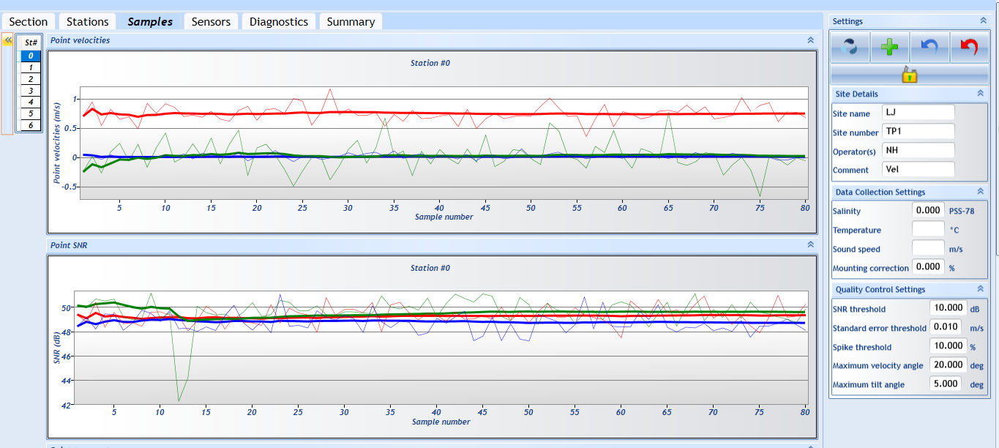 Section Stations Samples Sensors Diagnostics Summary
St#
0
1
2
3
4
5
6
Point velocities
Station #0
Point velocities (m/s)
1
0.5
0
-0.5
5 10 15 20 25 30 35 40 45 50 55 60 65 70 75 80
Sample number
Point SNR
Station #0
SNR (dB)
50
48
46
44
42
5 10 15 20 25 30 35 40 45 50 55 60 65 70 75 80
Sample number
Settings
Site Details
Site name LJ
Site number TP1
Operator(s) NH
Comment Vel
Data Collection Settings
Salinity 0.000 PSS-78
Temperature °C
Sound speed m/s
Mounting correction 0.000 %
Quality Control Settings
SNR threshold 10.000 dB
Standard error threshold 0.010 m/s
Spike threshold 10.000 %
Maximum velocity angle 20.000 deg
Maximum tilt angle 5.000 deg